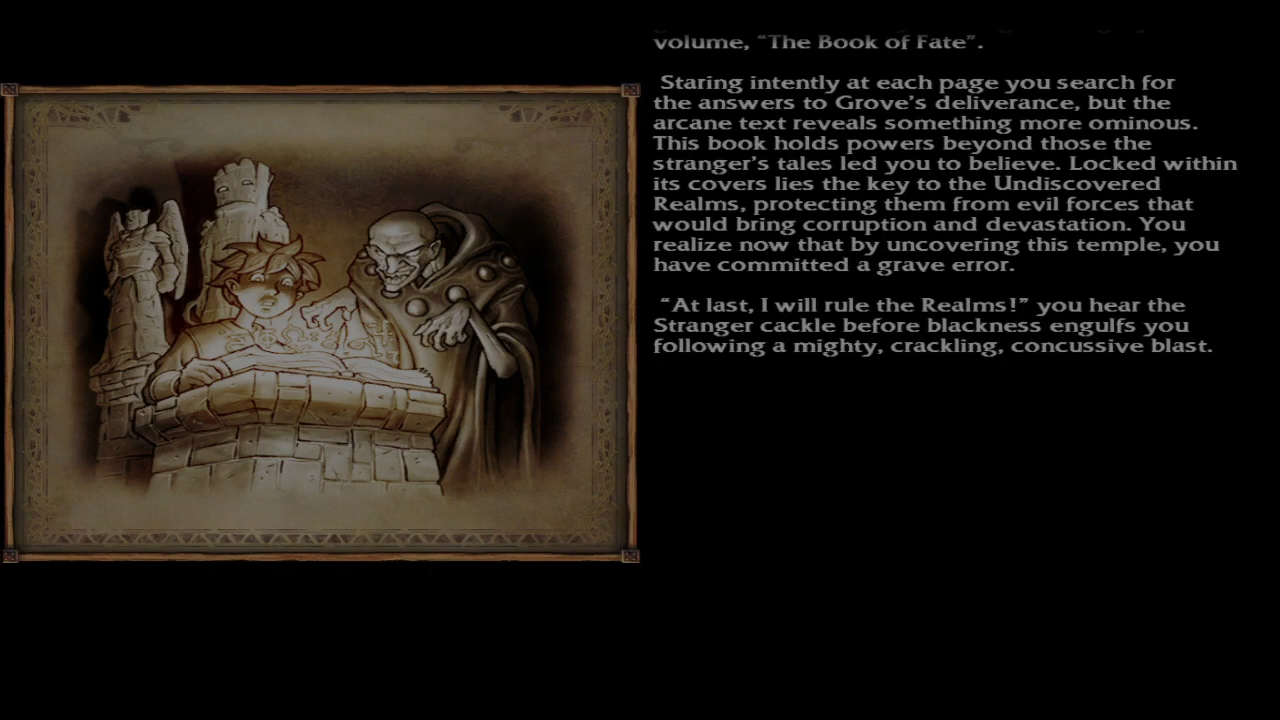 volume, “The Book of Fate”.
Staring intently at each page you search for
the answers to Grove’s deliverance, but the
arcane text reveals something more ominous.
This book holds powers beyond those the
stranger’s tales led you to believe. Locked within
its covers lies the key to the Undiscovered
Realms, protecting them from evil forces that
would bring corruption and devastation. You
realize now that by uncovering this temple, you
have committed a grave error.
“At last, I will rule the Realms!” you hear the
Stranger cackle before blackness engulfs you
following a mighty, crackling, concussive blast.